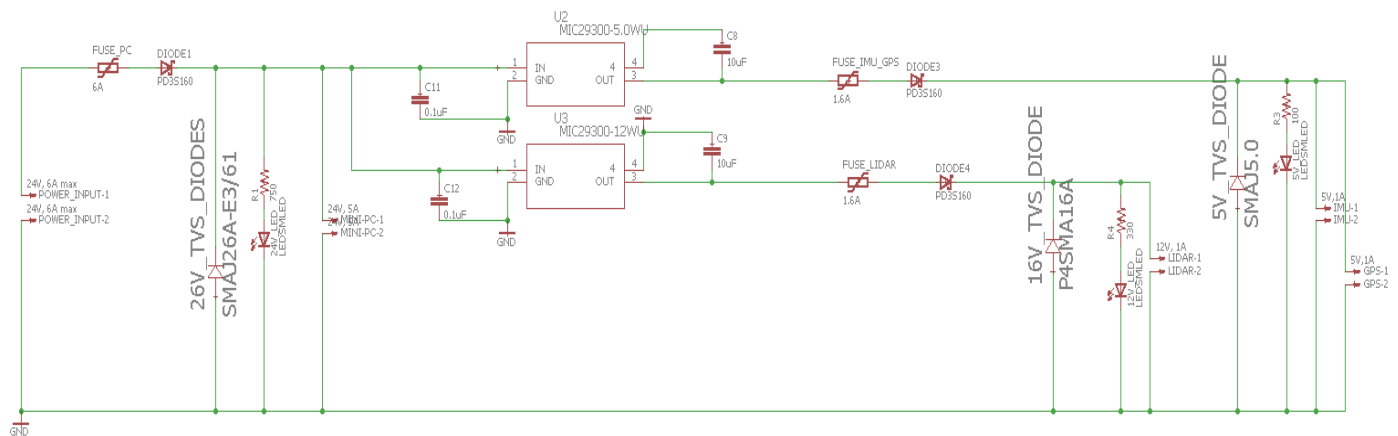 U2
MIC29300-5.0WU
FUSE_PC
DIODE1
6A
PD3S160
1
IN
2
GND
4
4
OUT
3
C8
10uF
C11
0.1uF
GND
FUSE_IMU_GPS
1.6A
DIODE3
PD3S160
U3
MIC29300-12WU
GND
1
IN
2
GND
4
4
OUT
3
C9
10uF
C12
0.1uF
GND
FUSE_LIDAR
1.6A
DIODE4
PD3S160
24V, 6A max
POWER_INPUT-1
24V, 6A max
POWER_INPUT-2
26V_TVS_DIODES
SMAJ26A-E3/61
R1
750
24V_LED
LEDSMLED
24V, 5A
MINI-PC-1
MINI-PC-2
16V_TVS_DIODE
P4SMA16A
R4
330
12V_LED
LEDSMLED
12V, 1A
LIDAR-1
LIDAR-2
5V_TVS_DIODE
SMAJ5.0
R3
100
5V_LED
LEDSMLED
5V,1A
IMU-1
IMU-2
5V,1A
GPS-1
GPS-2
GND